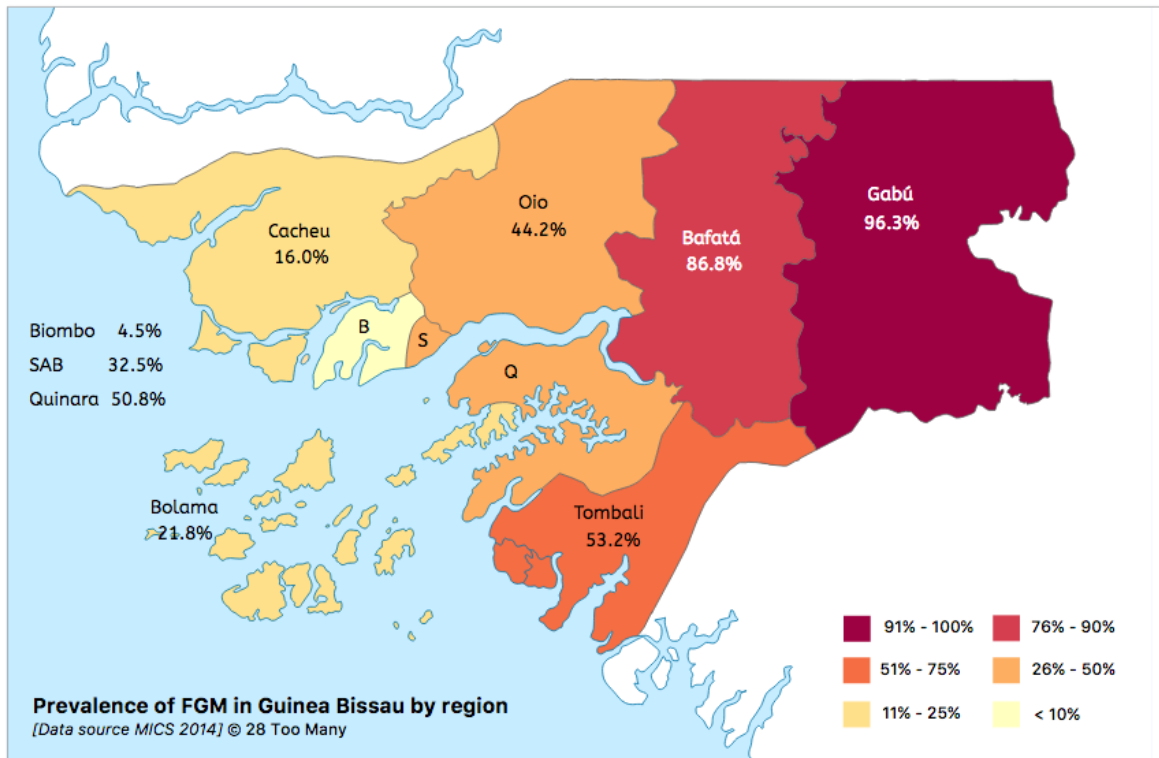 Oio
44.2%
Gabú
96.3%
Cacheu
16.0%
Bafatá
86.8%
Biombo 4.5%
SAB 32.5%
Quinara 50.8%
B
S
Q
Bolama
21.8%
Tombali
53.2%
91% - 100%
76% - 90%
51% - 75%
26% - 50%
11% - 25%
< 10%
Prevalence of FGM in Guinea Bissau by region
[Data source MICS 2014] © 28 Too Many